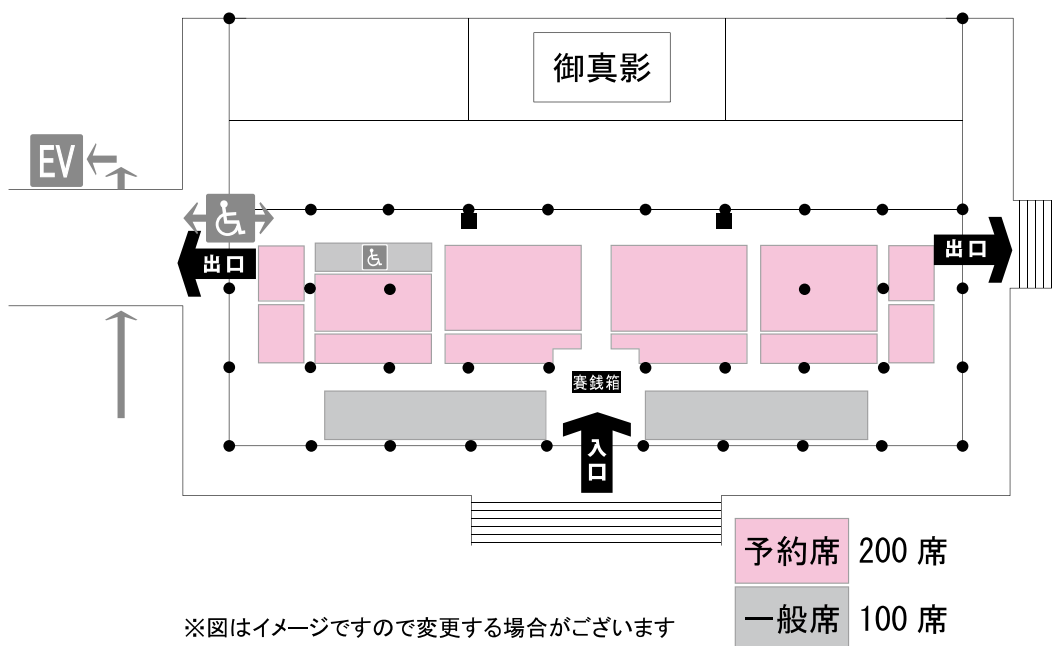 御真影
EV
出口
出口
賽銭箱
入口
予約席 200 席
一般席 100 席
※図はイメージですので変更する場合がございます